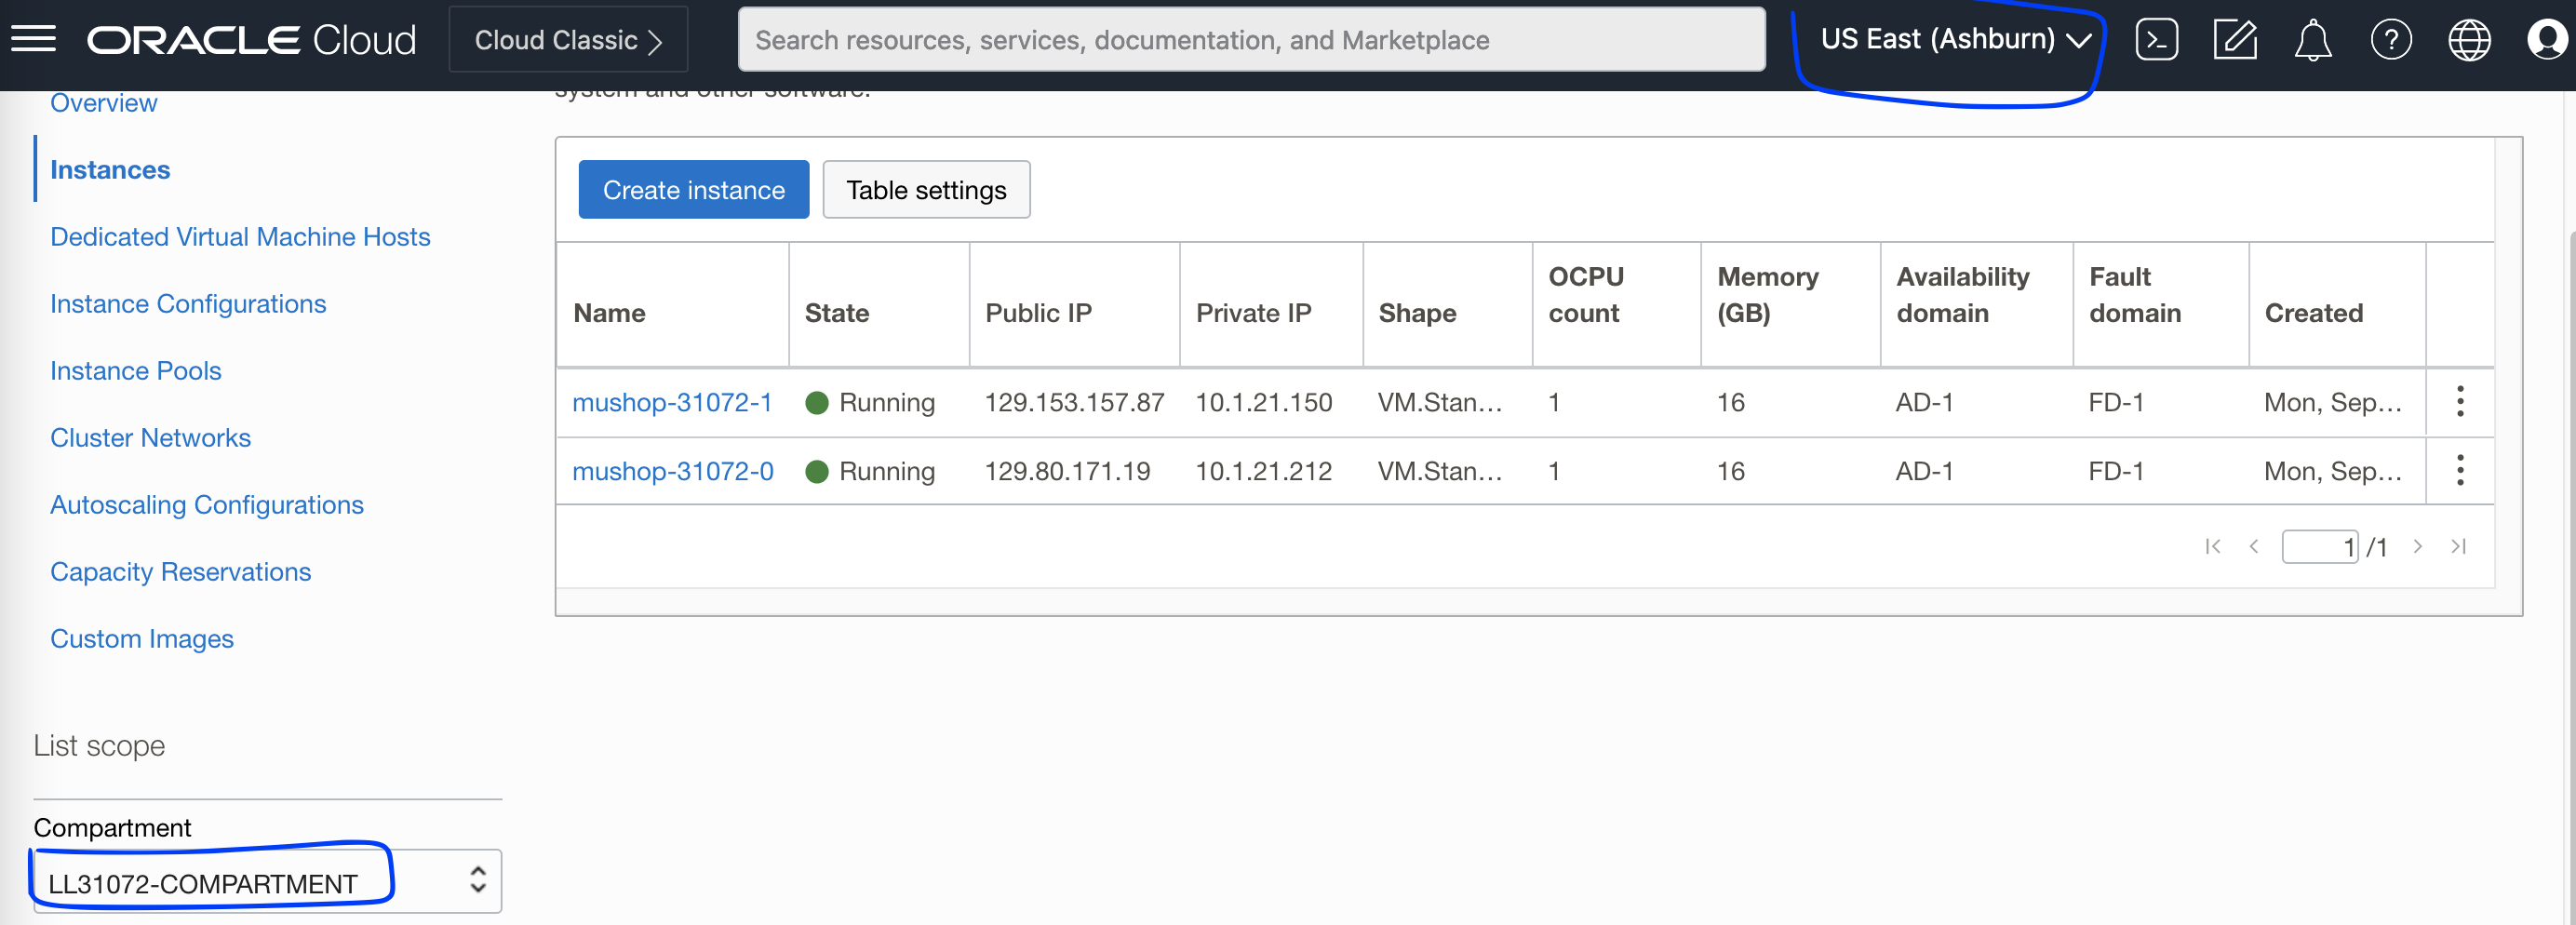 ORACLE Cloud
Cloud Classic
Search resources, services, documentation, and Marketplace
US East (Ashburn)
Overview
Instances
Dedicated Virtual Machine Hosts
Instance Configurations
Instance Pools
Cluster Networks
Autoscaling Configurations
Capacity Reservations
Custom Images
List scope
Compartment
LL31072-COMPARTMENT
system and other software.
Create instance
Table settings
Name State Public IP Private IP Shape OCPU count Memory (GB) Availability domain Fault domain Created
mushop-31072-1 Running 129.153.157.87 10.1.21.150 VM.Stan... 1 16 AD-1 FD-1 Mon, Sep...
mushop-31072-0 Running 129.80.171.19 10.1.21.212 VM.Stan... 1 16 AD-1 FD-1 Mon, Sep...
1 /1